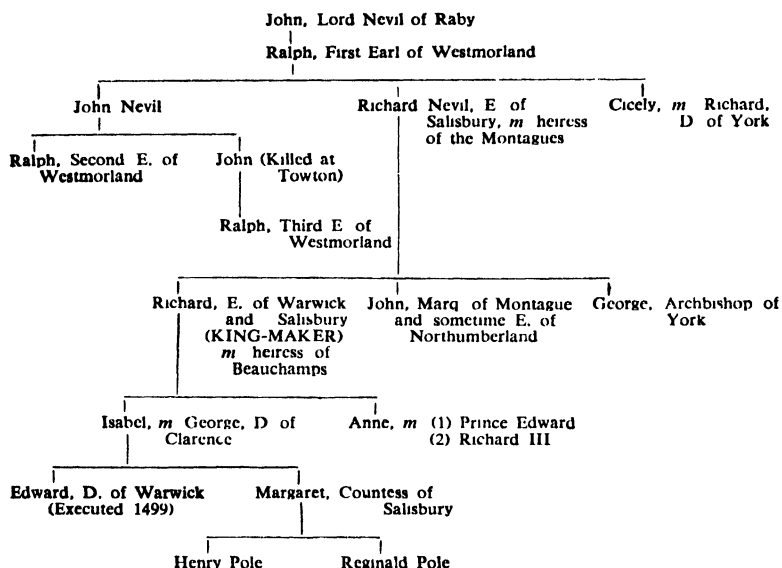 John, Lord Nevil of Raby
Ralph, First Earl of Westmorland
John Nevil
Richard Nevil, E of
Salisbury, m heiress
of the Montagues
Cicely, m Richard,
D of York
Ralph, Second E. of
Westmorland
John (Killed at
Towton)
Ralph, Third E of
Westmorland
Richard, E. of Warwick
and Salisbury
(KING-MAKER)
m heiress of
Beauchamps
John, Marq of Montague
and sometime E. of
Northumberland
George, Archbishop of
York
Isabel, m George, D of
Clarence
Anne, m (1) Prince Edward
(2) Richard III
Edward, D. of Warwick
(Executed 1499)
Margaret, Countess of
Salisbury
Henry Pole
Reginald Pole